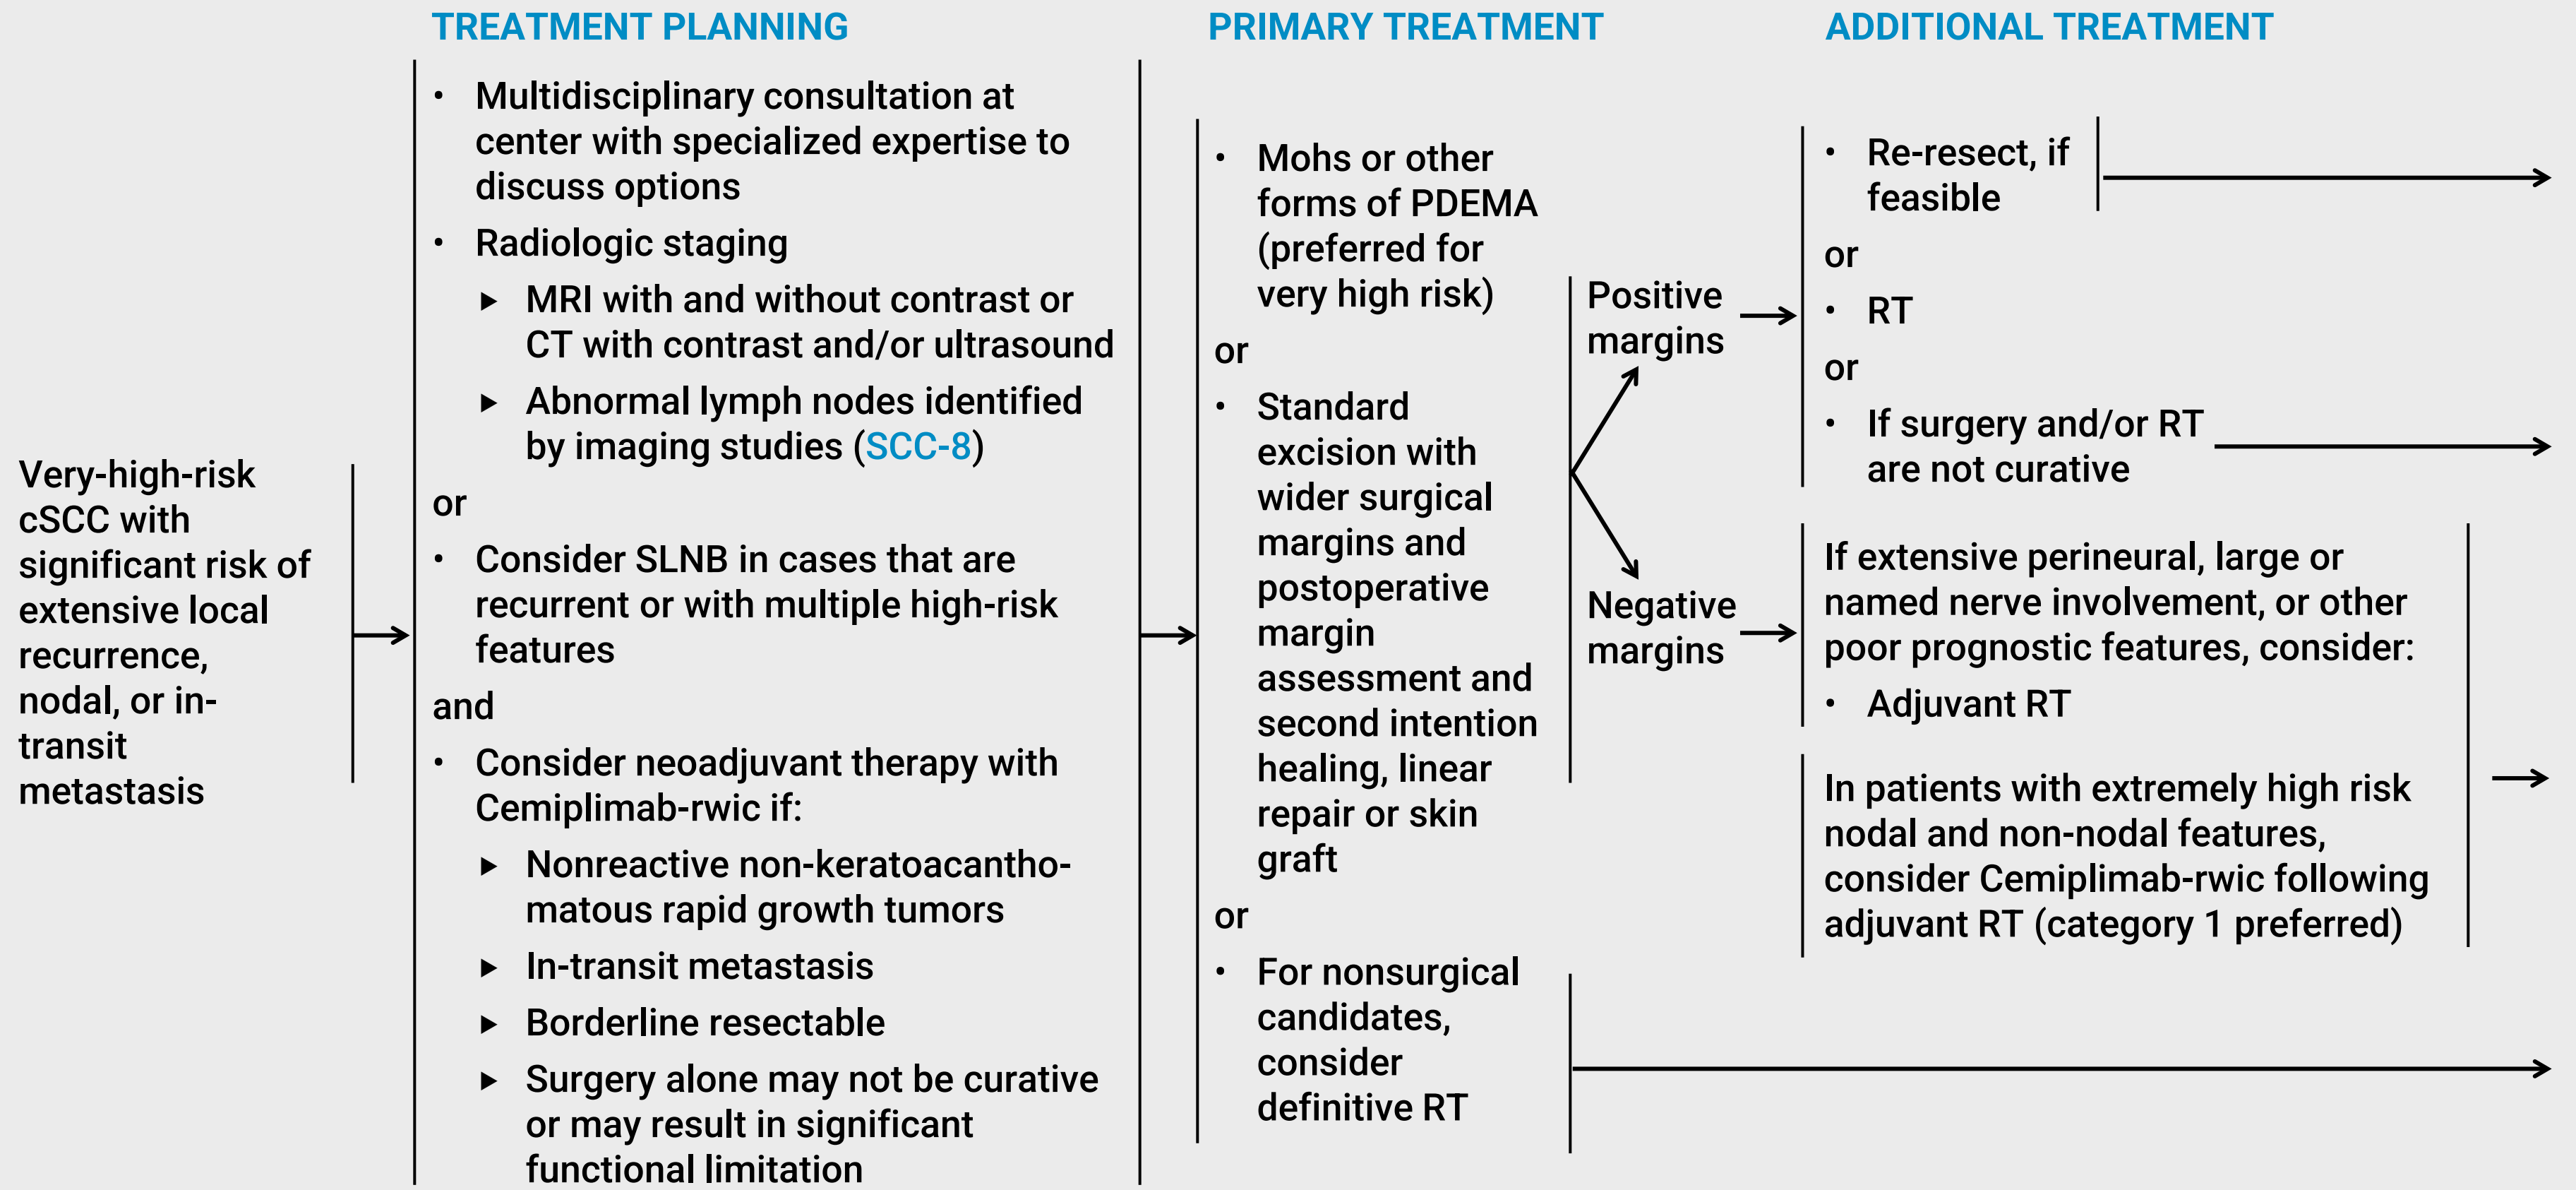 TREATMENT PLANNING
PRIMARY TREATMENT
ADDITIONAL TREATMENT
Very-high-risk
cSCC with
significant risk of
extensive local
recurrence,
nodal, or in-
transit
metastasis
• Multidisciplinary consultation at
center with specialized expertise to
discuss options
• Radiologic staging
▶ MRI with and without contrast or
CT with contrast and/or ultrasound
▶ Abnormal lymph nodes identified
by imaging studies (SCC-8)
or
• Consider SLNB in cases that are
recurrent or with multiple high-risk
features
and
• Consider neoadjuvant therapy with
Cemiplimab-rwic if:
▶ Nonreactive non-keratoacantho-
matous rapid growth tumors
▶ In-transit metastasis
▶ Borderline resectable
▶ Surgery alone may not be curative
or may result in significant
functional limitation
• Mohs or other
forms of PDEMA
(preferred for
very high risk)
or
• Standard
excision with
wider surgical
margins and
postoperative
margin
assessment and
second intention
healing, linear
repair or skin
graft
or
• For nonsurgical
candidates,
consider
definitive RT
Positive
margins
Negative
margins
• Re-resect, if
feasible
or
• RT
or
• If surgery and/or RT
are not curative
If extensive perineural, large or
named nerve involvement, or other
poor prognostic features, consider:
• Adjuvant RT
In patients with extremely high risk
nodal and non-nodal features,
consider Cemiplimab-rwic following
adjuvant RT (category 1 preferred)